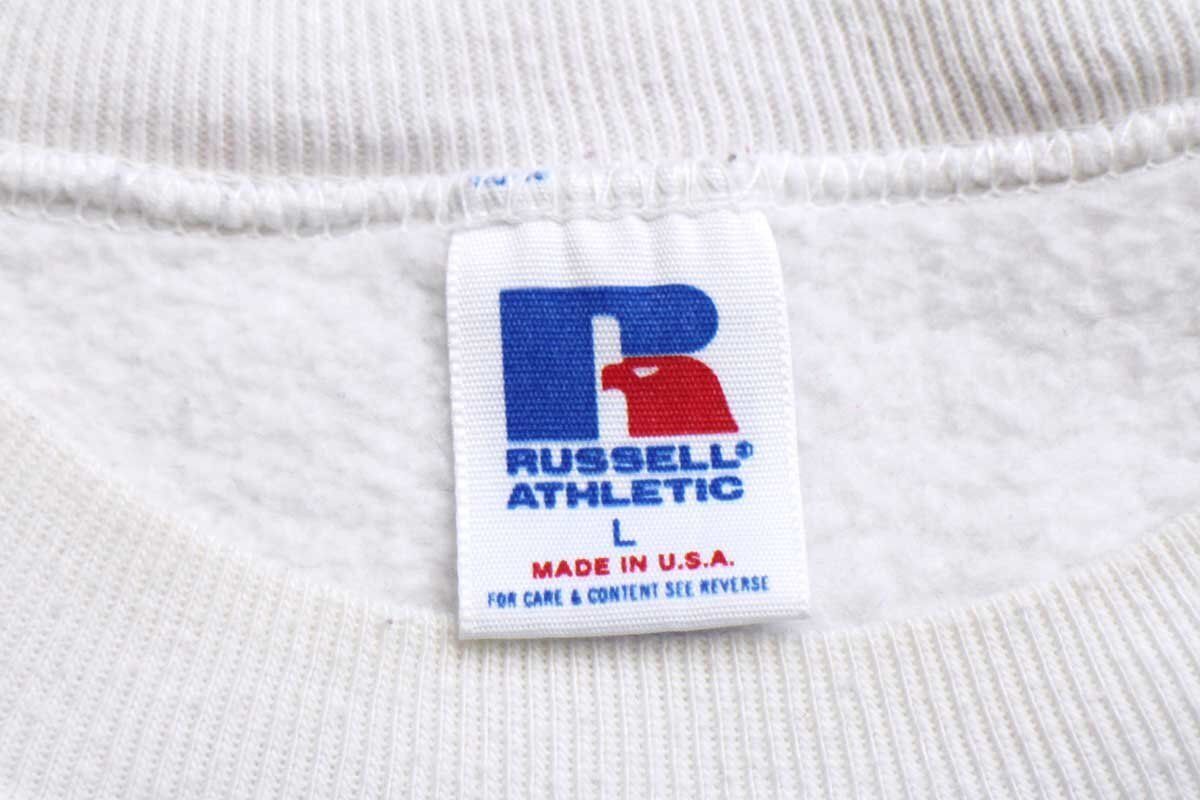 R
RUSSELL®
ATHLETIC
L
MADE IN U.S.A.
FOR CARE & CONTENT SEE REVERSE